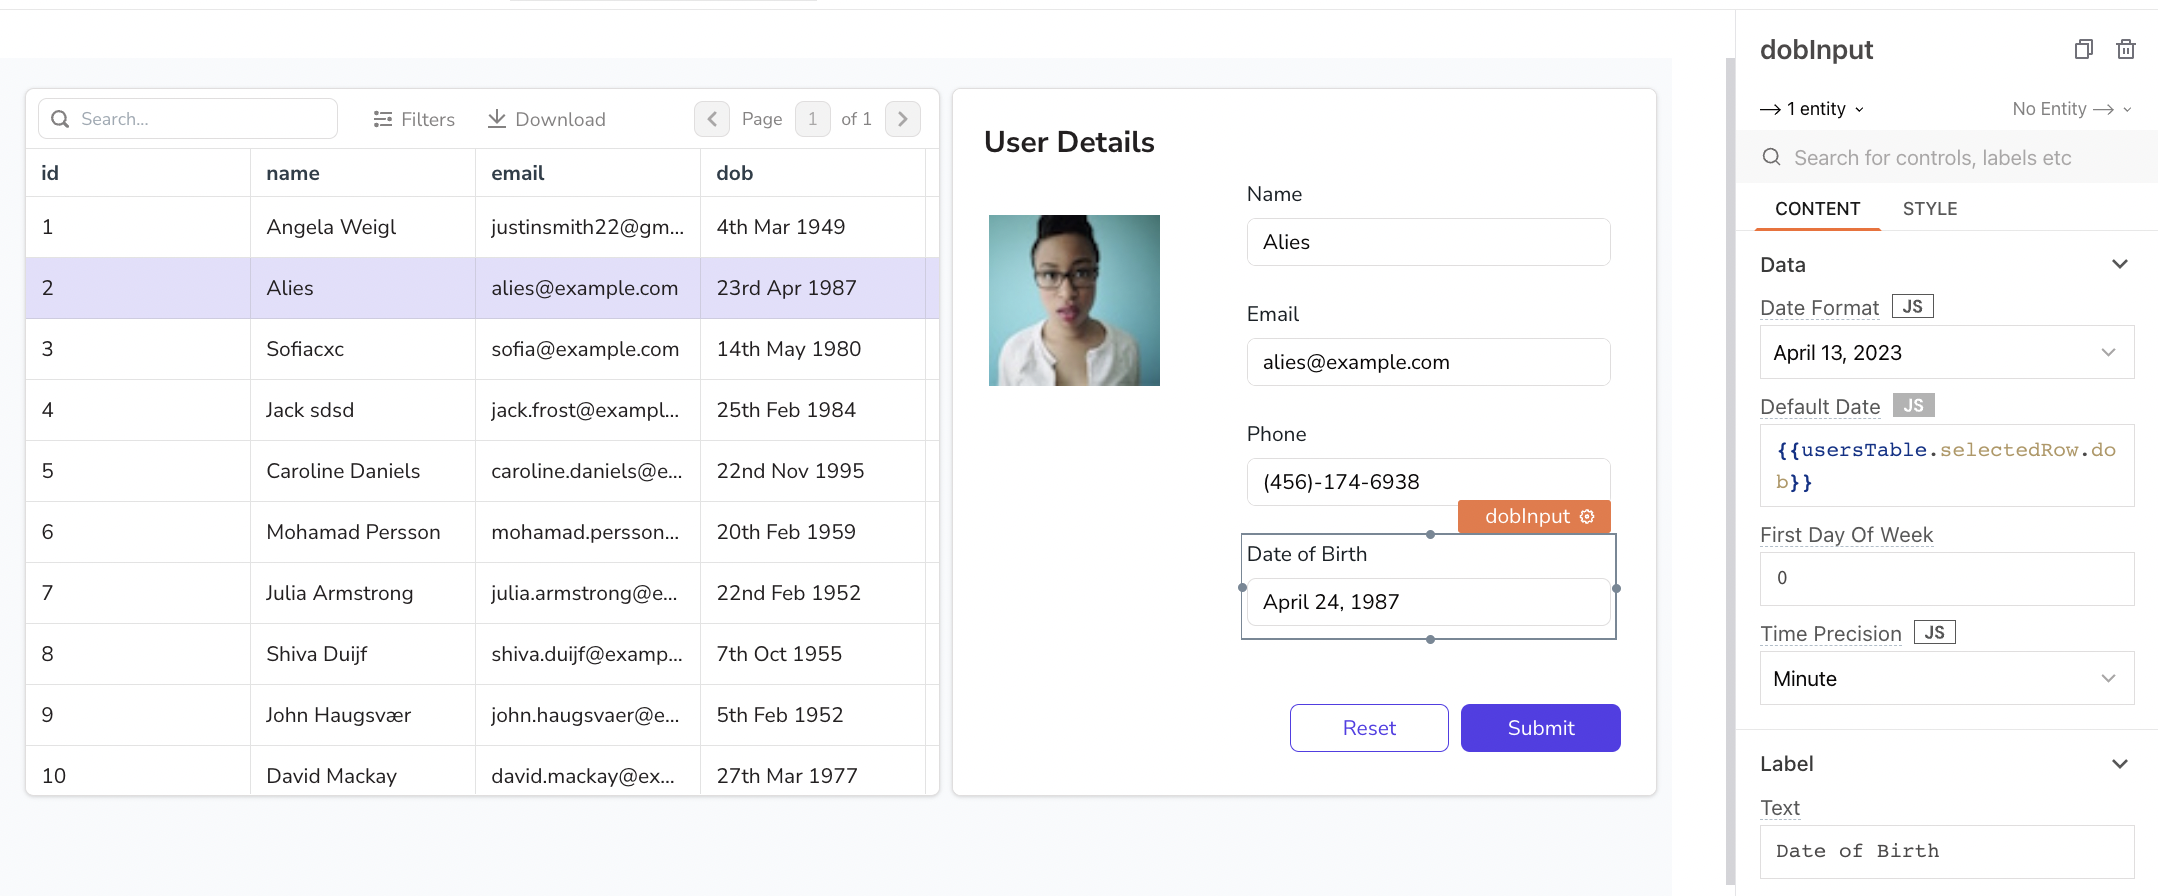 Search...
Filters
Download
Page 1 of 1
id name email dob
1 Angela Weigl justinsmith22@gm... 4th Mar 1949
2 Alies alies@example.com 23rd Apr 1987
3 Sofiacxc sofia@example.com 14th May 1980
4 Jack sdsd jack.frost@exampl... 25th Feb 1984
5 Caroline Daniels caroline.daniels@e... 22nd Nov 1995
6 Mohamad Persson mohamad.persson... 20th Feb 1959
7 Julia Armstrong julia.armstrong@e... 22nd Feb 1952
8 Shiva Duijf shiva.duijf@examp... 7th Oct 1955
9 John Haugsvær john.haugsvaer@e... 5th Feb 1952
10 David Mackay david.mackay@ex... 27th Mar 1977
User Details
Name
Alies
Email
alies@example.com
Phone
(456)-174-6938
dobInput
Date of Birth
April 24, 1987
Reset
Submit
dobInput
1 entity
No Entity
Search for controls, labels etc
CONTENT STYLE
Data
Date Format JS
April 13, 2023
Default Date JS
{{usersTable.selectedRow.do
b}}
First Day Of Week
0
Time Precision JS
Minute
Label
Text
Date of Birth